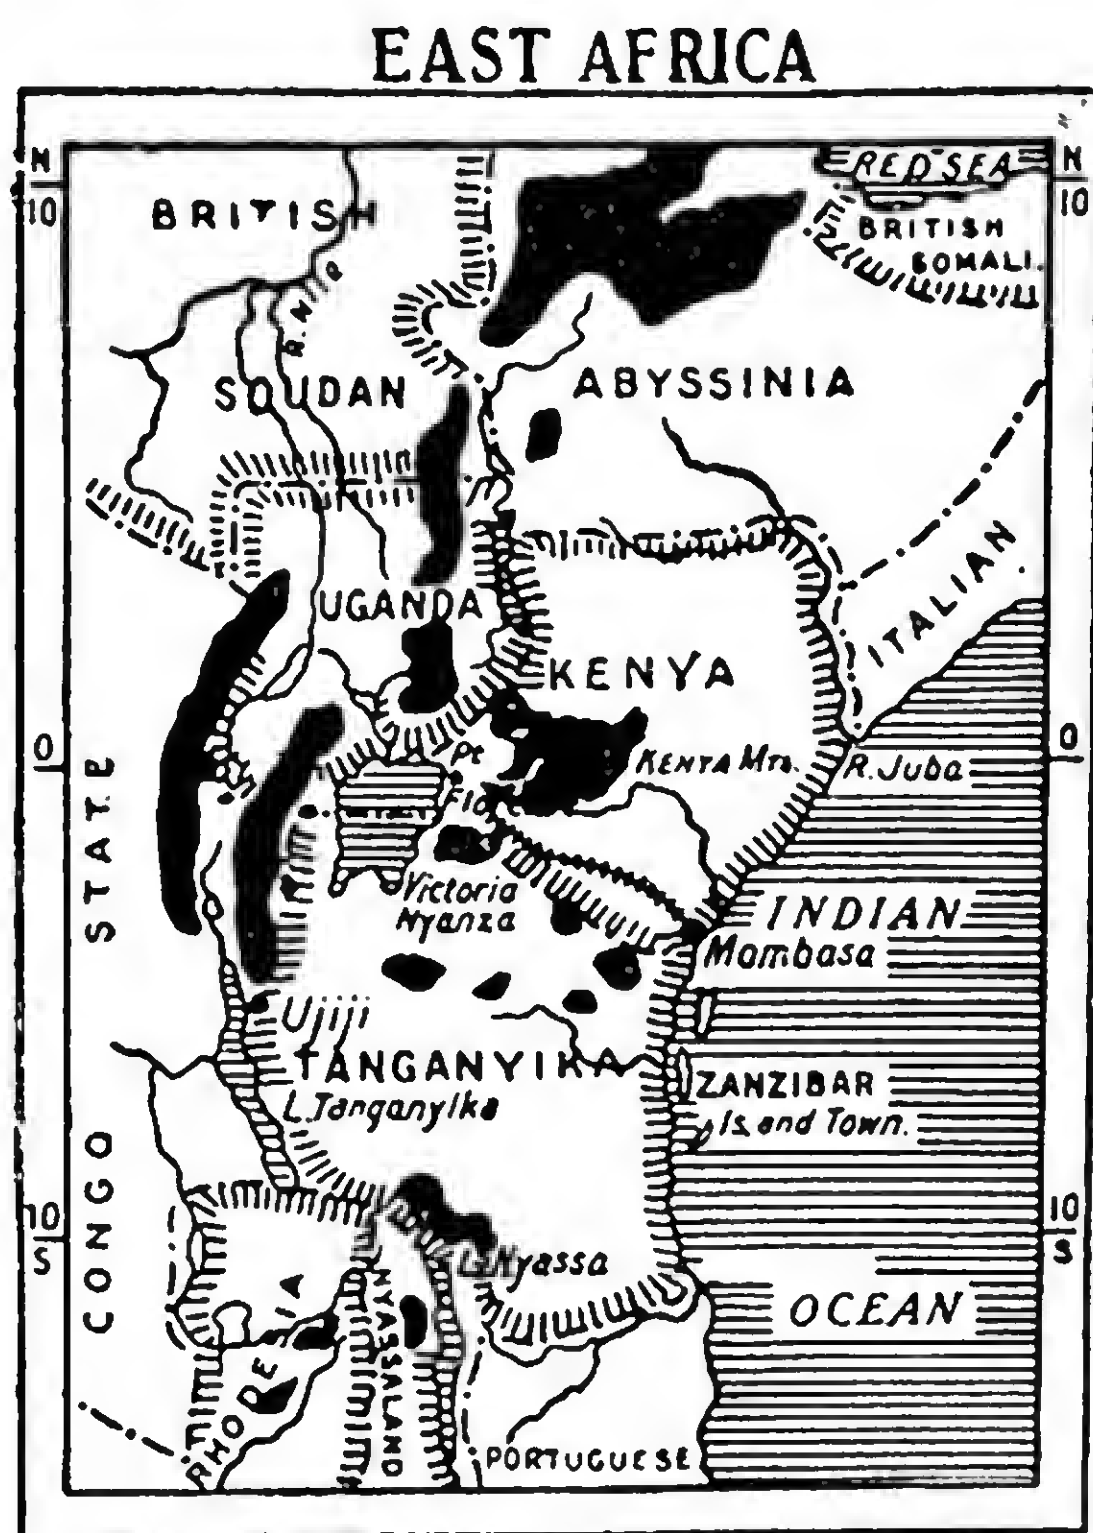 EAST AFRICA
N
N
RED SEA
10
10
BRITISH
BRITISH
SOMALI.
R. NILE
SOUDAN
ABYSSINIA
ITALIAN
UGANDA
KENYA
0
0
Pt
KENYA Mts.
R. Juba
Flo
STATE
Victoria
Nyanza
INDIAN
Mombasa
Ujiji
TANGANYIKA
L. Tanganyika
ZANZIBAR
Is. and Town.
CONGO
10
10
S
S
L. Nyassa
OCEAN
NYASSALAND
RHODESIA
PORTUGUESE